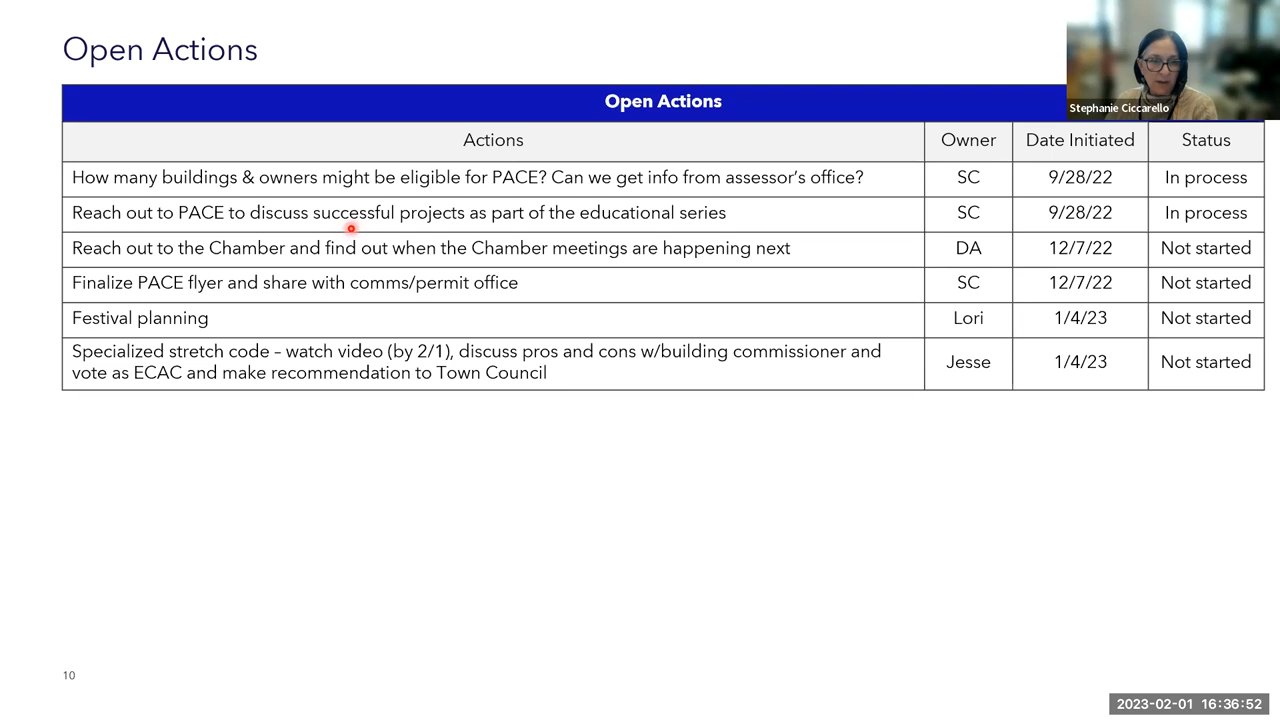 Open Actions
Stephanie Ciccarello
Open Actions
Actions Owner Date Initiated Status
How many buildings & owners might be eligible for PACE? Can we get info from assessor's office? SC 9/28/22 In process
Reach out to PACE to discuss successful projects as part of the educational series SC 9/28/22 In process
Reach out to the Chamber and find out when the Chamber meetings are happening next DA 12/7/22 Not started
Finalize PACE flyer and share with comms/permit office SC 12/7/22 Not started
Festival planning Lori 1/4/23 Not started
Specialized stretch code – watch video (by 2/1), discuss pros and cons w/building commissioner and
vote as ECAC and make recommendation to Town Council Jesse 1/4/23 Not started
10
2023-02-01 16:36:52